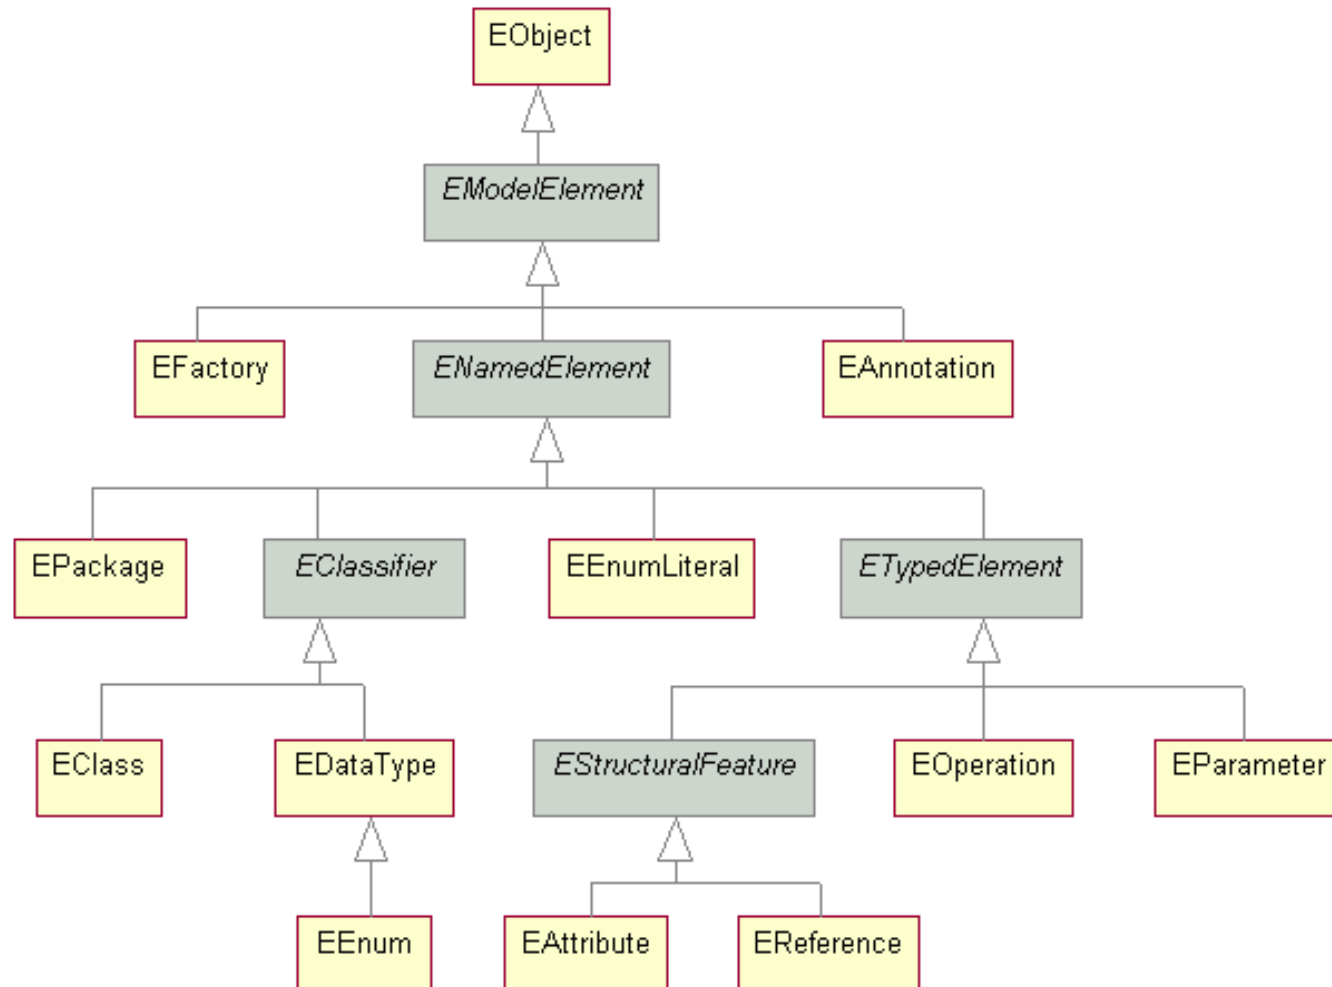 EObject
EModelElement
EFactory
ENamedElement
EAnnotation
EPackage
EClassifier
EEnumLiteral
ETypedElement
EClass
EDataType
EStructuralFeature
EOperation
EParameter
EEnum
EAttribute
EReference